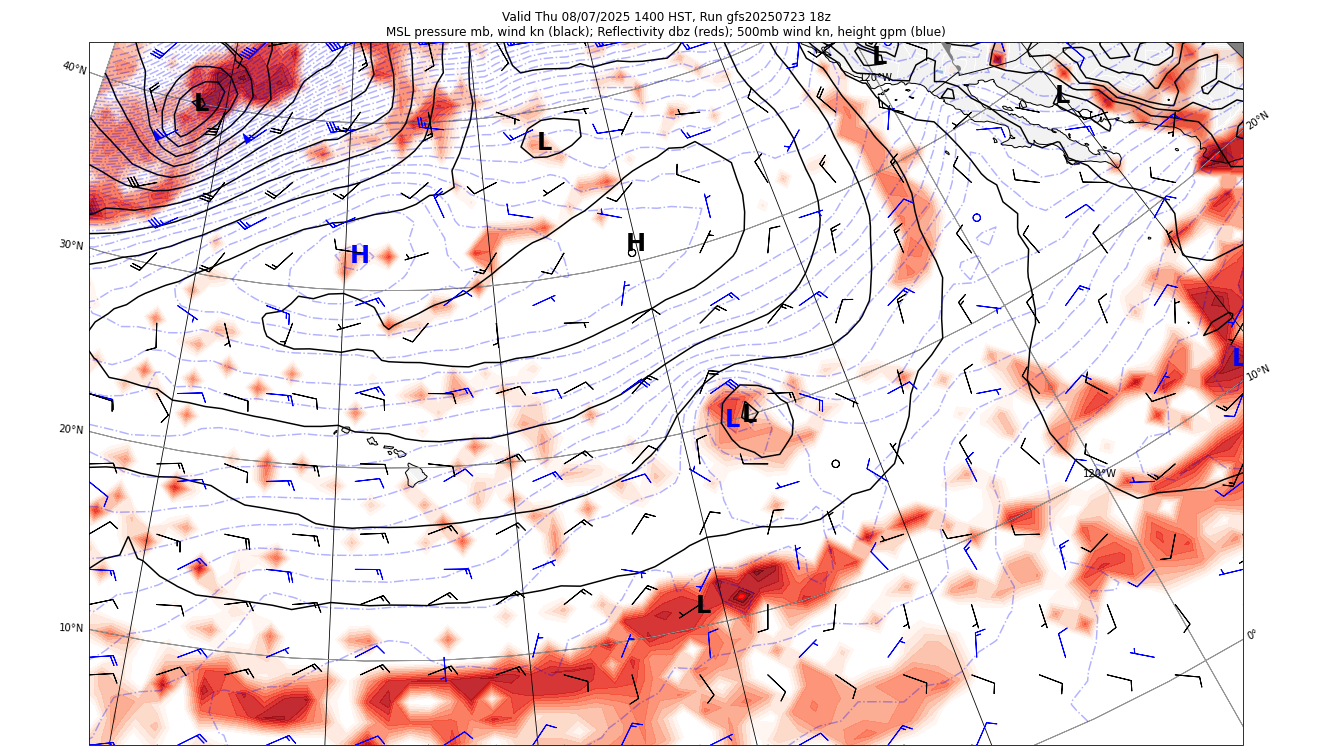 Valid Thu 08/07/2025 1400 HST, Run gfs20250723 18z
MSL pressure mb, wind kn (black); Reflectivity dbz (reds); 500mb wind kn, height gpm (blue)
40°N
L
L
120°W
L
L
20°N
L
30°N
H
H
L
10°N
20°N
L
L
120°W
10°N
L
0°